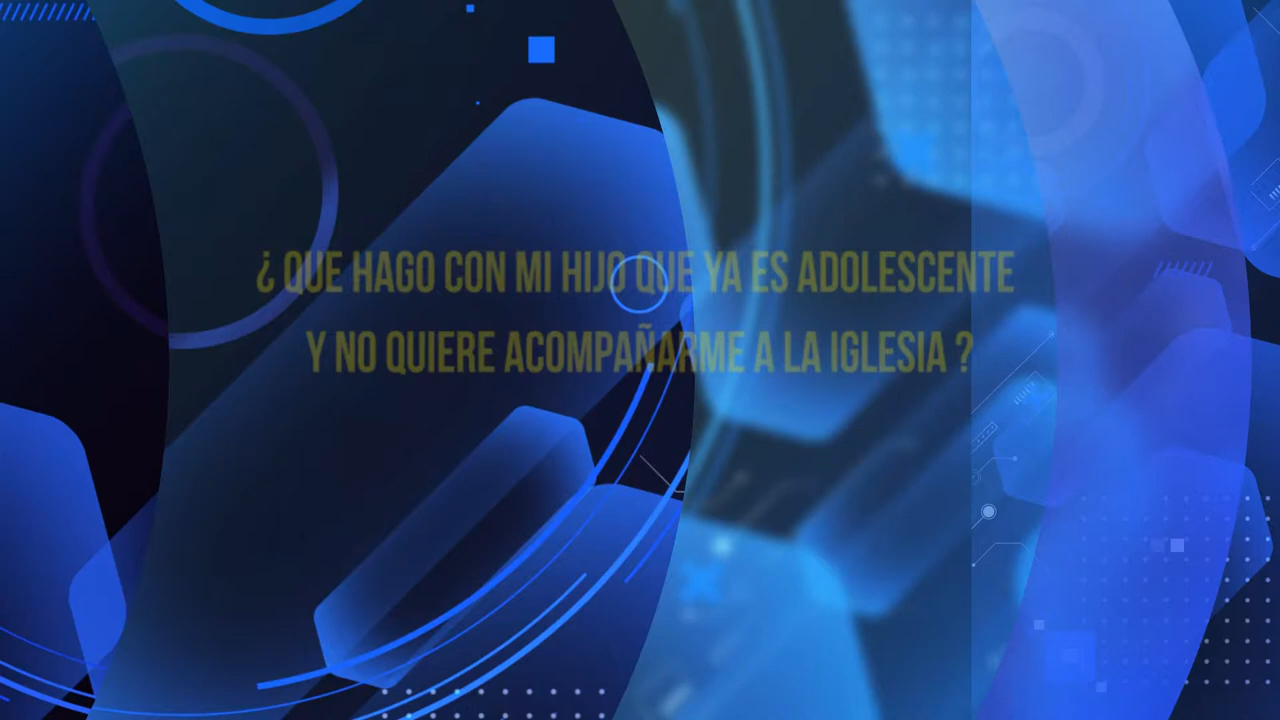 ¿ QUE HAGO CON MI HIJO QUE YA ES ADOLESCENTE
Y NO QUIERE ACOMPAÑARME A LA IGLESIA ?